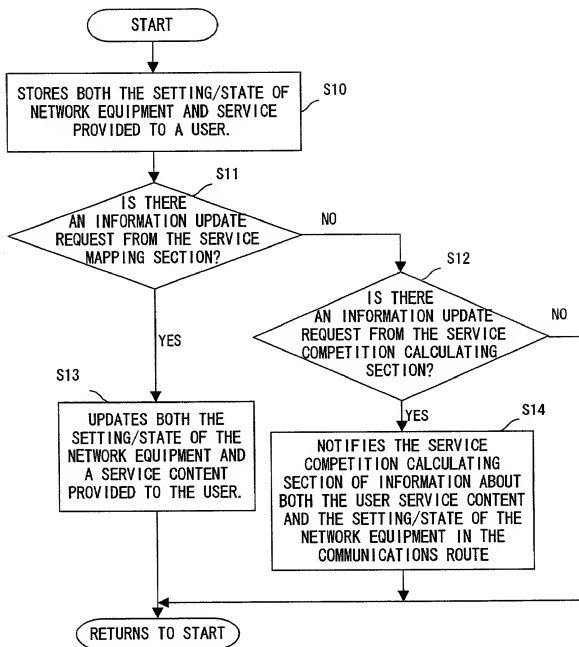 START
STORES BOTH THE SETTING/STATE OF
NETWORK EQUIPMENT AND SERVICE
PROVIDED TO A USER.
S10
S11
IS THERE
AN INFORMATION UPDATE
REQUEST FROM THE SERVICE
MAPPING SECTION?
NO
S12
IS THERE
AN INFORMATION UPDATE
REQUEST FROM THE SERVICE
COMPETITION CALCULATING
SECTION?
NO
YES
S13
UPDATES BOTH THE
SETTING/STATE OF THE
NETWORK EQUIPMENT AND
A SERVICE CONTENT
PROVIDED TO THE USER.
YES
S14
NOTIFIES THE SERVICE
COMPETITION CALCULATING
SECTION OF INFORMATION ABOUT
BOTH THE USER SERVICE CONTENT
AND THE SETTING/STATE OF THE
NETWORK EQUIPMENT IN THE
COMMUNICATIONS ROUTE
RETURNS TO START